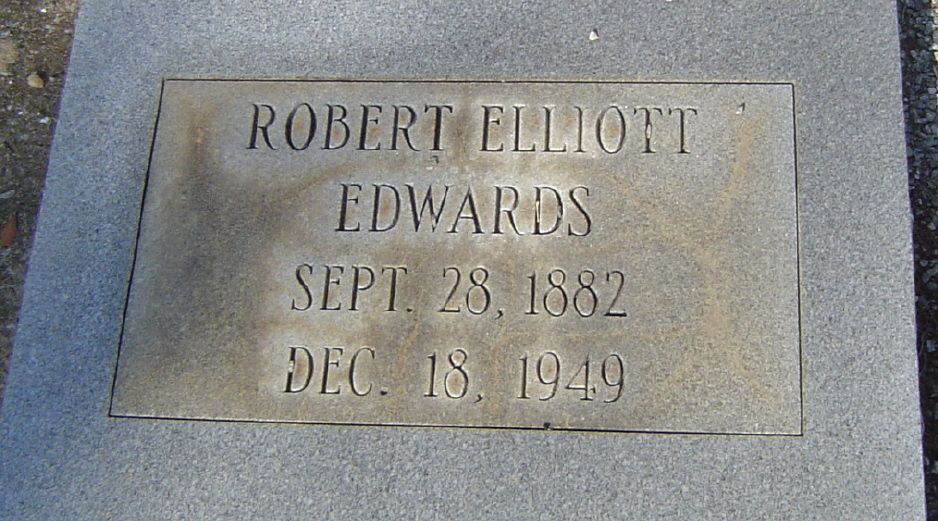 ROBERT ELLIOTT
EDWARDS
SEPT. 28, 1882
DEC. 18, 1949